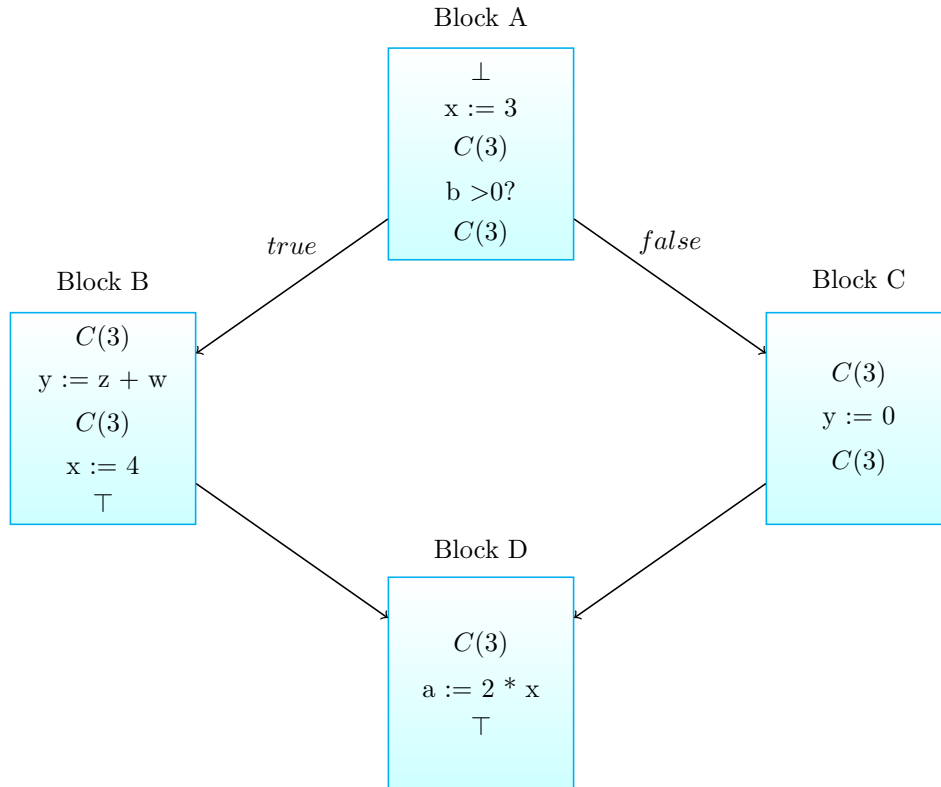 Block A
⊥
x := 3
C(3)
b >0?
C(3)
true
false
Block B
C(3)
y := z + w
C(3)
x := 4
⊤
Block C
C(3)
y := 0
C(3)
Block D
C(3)
a := 2 * x
⊤